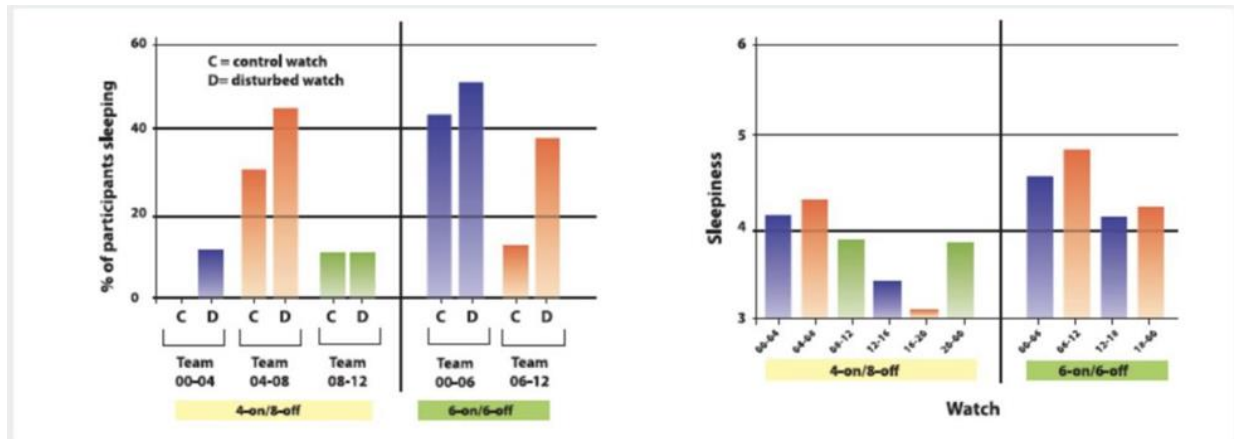 60
40
20
0
% of participants sleeping
C = control watch
D= disturbed watch
C D C D C D C D C D
Team Team Team Team Team
00-04 04-08 08-12 00-06 06-12
4-on/8-off 6-on/6-off
6
5
4
3
Sleepiness
00-04 04-08 08-12 12-16 16-20 20-00 00-06 06-12 12-18 18-00
4-on/8-off 6-on/6-off
Watch